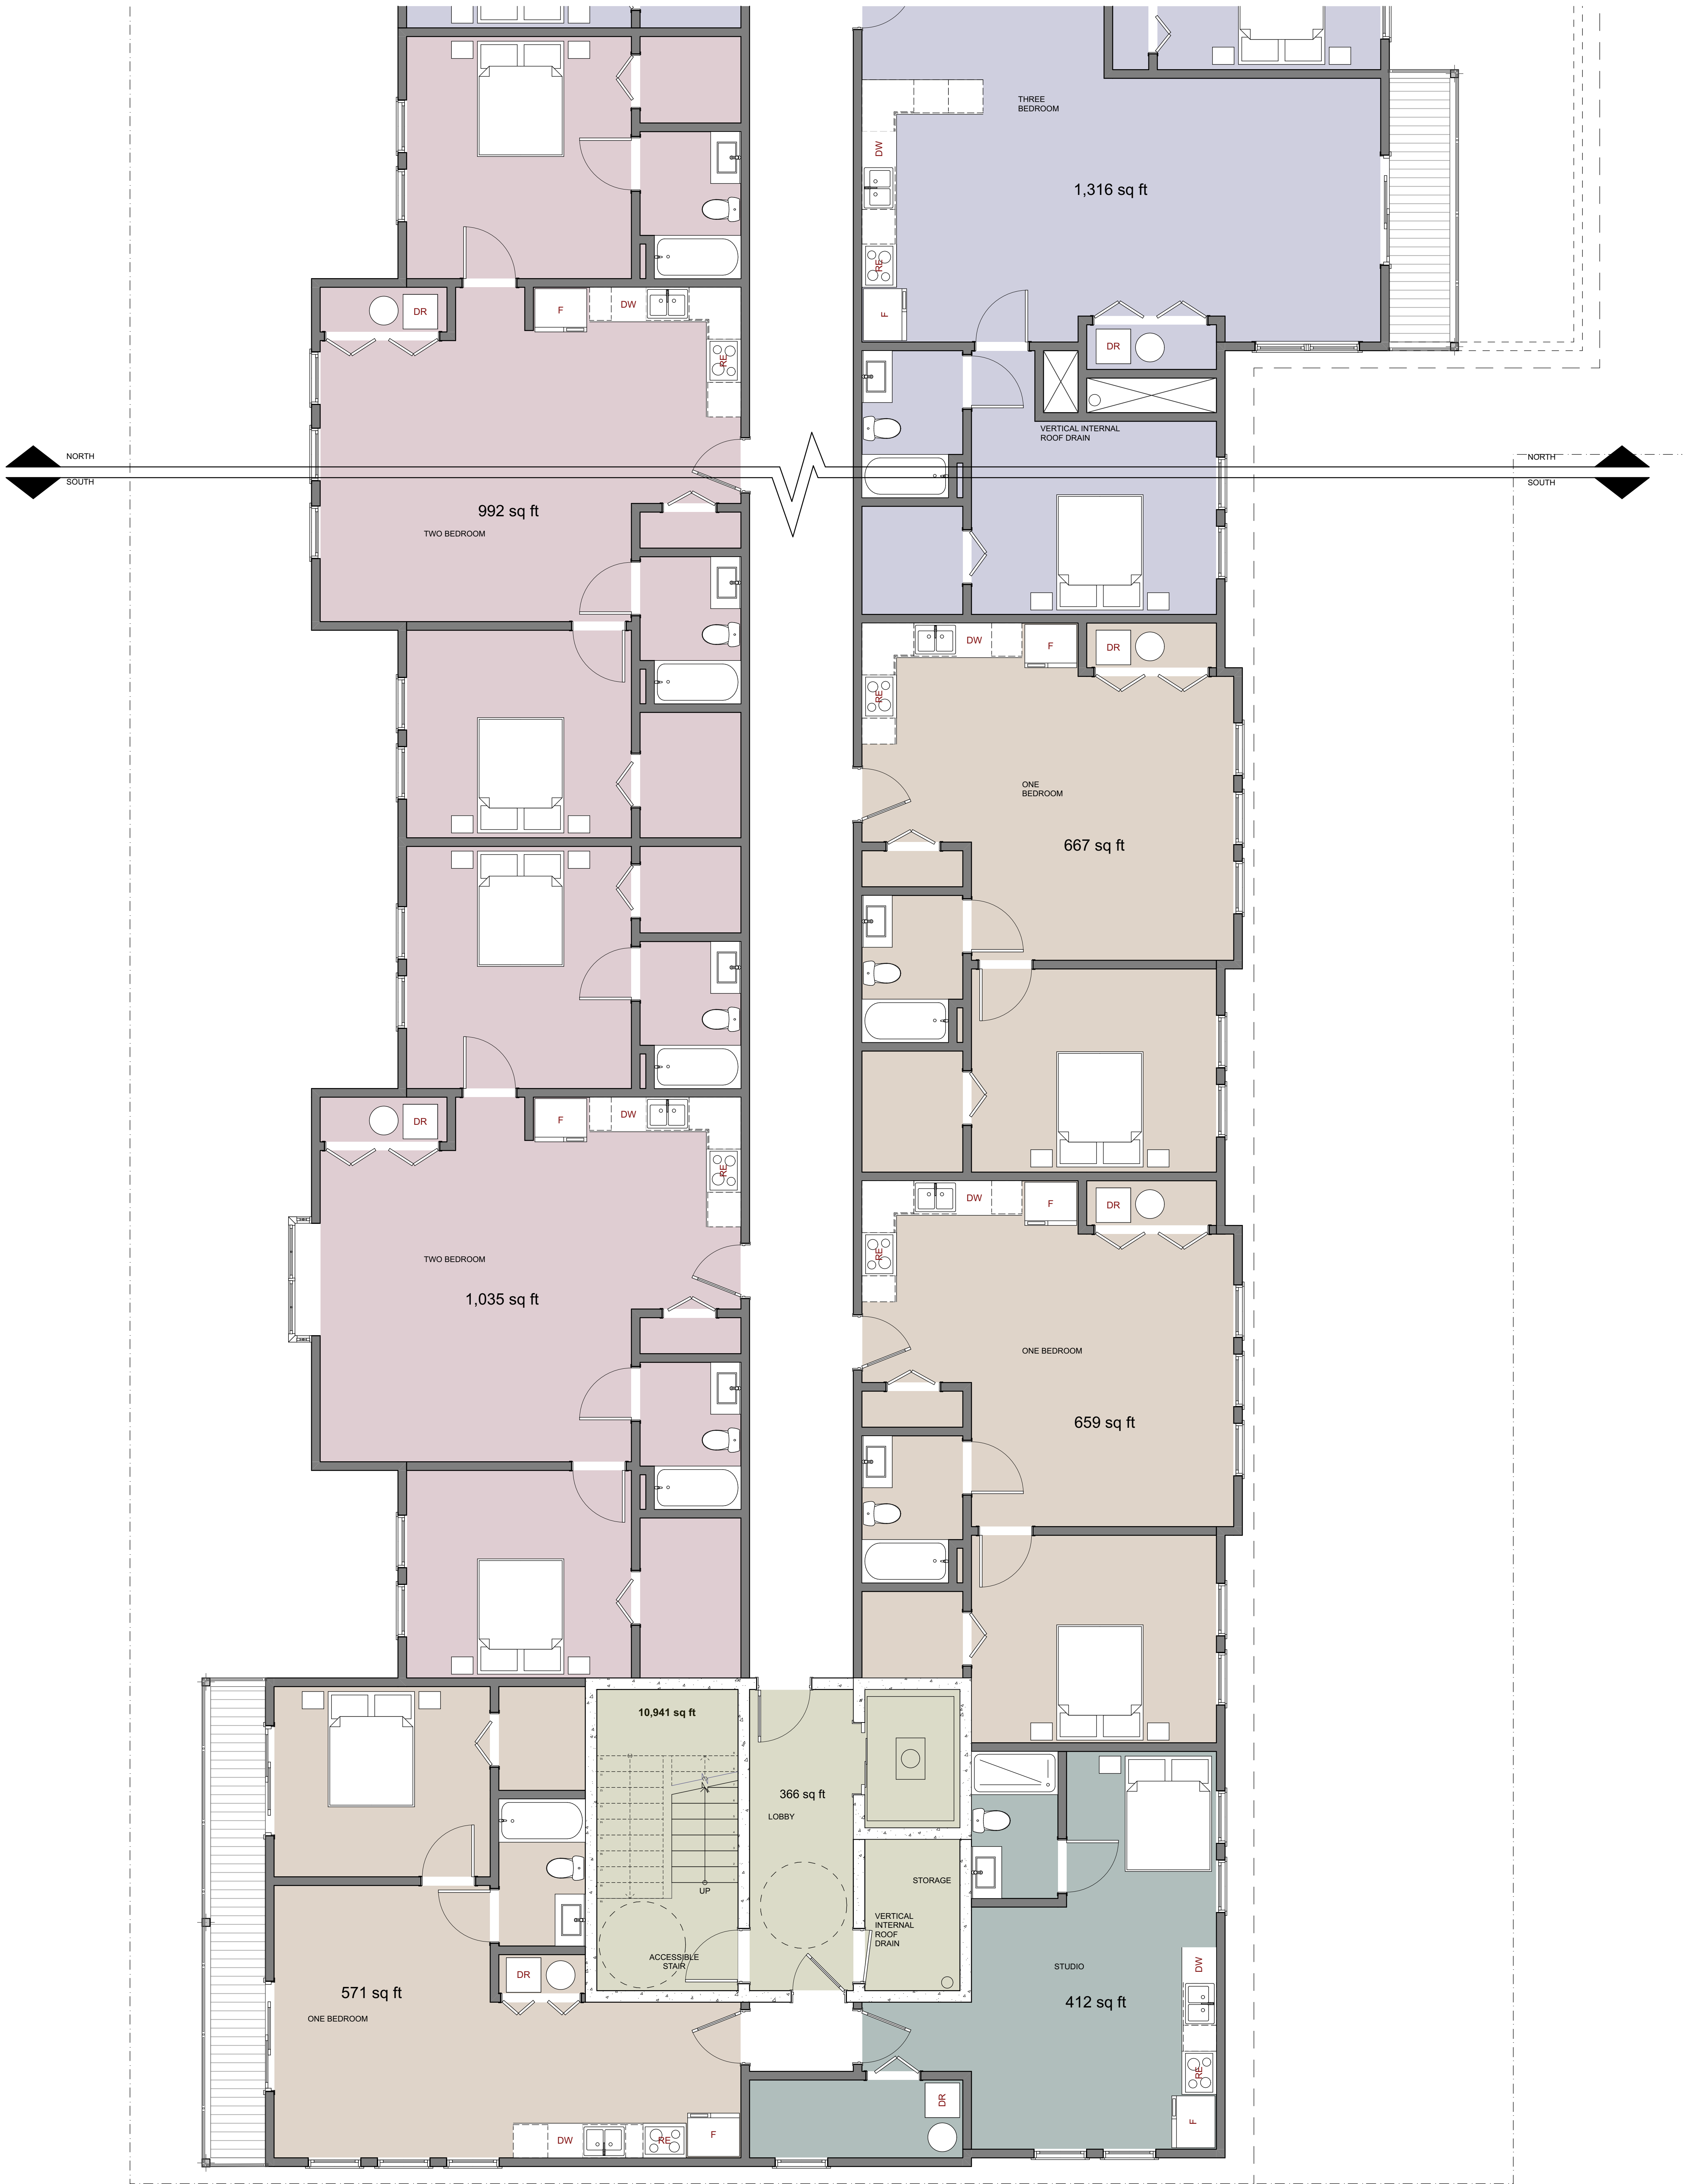 THREE
BEDROOM
DW
1,316 sq ft
RE
F
DR
F
DW
RE
DR
VERTICAL INTERNAL
ROOF DRAIN
NORTH
SOUTH
NORTH
SOUTH
992 sq ft
TWO BEDROOM
DW
F
DR
RE
ONE
BEDROOM
667 sq ft
DR
F
DW
RE
DW
F
DR
RE
TWO BEDROOM
1,035 sq ft
ONE BEDROOM
659 sq ft
10,941 sq ft
366 sq ft
LOBBY
UP
STORAGE
VERTICAL
INTERNAL
ROOF
DRAIN
ACCESSIBLE
STAIR
STUDIO
412 sq ft
DW
RE
F
DR
DR
571 sq ft
ONE BEDROOM
DW
RE
F